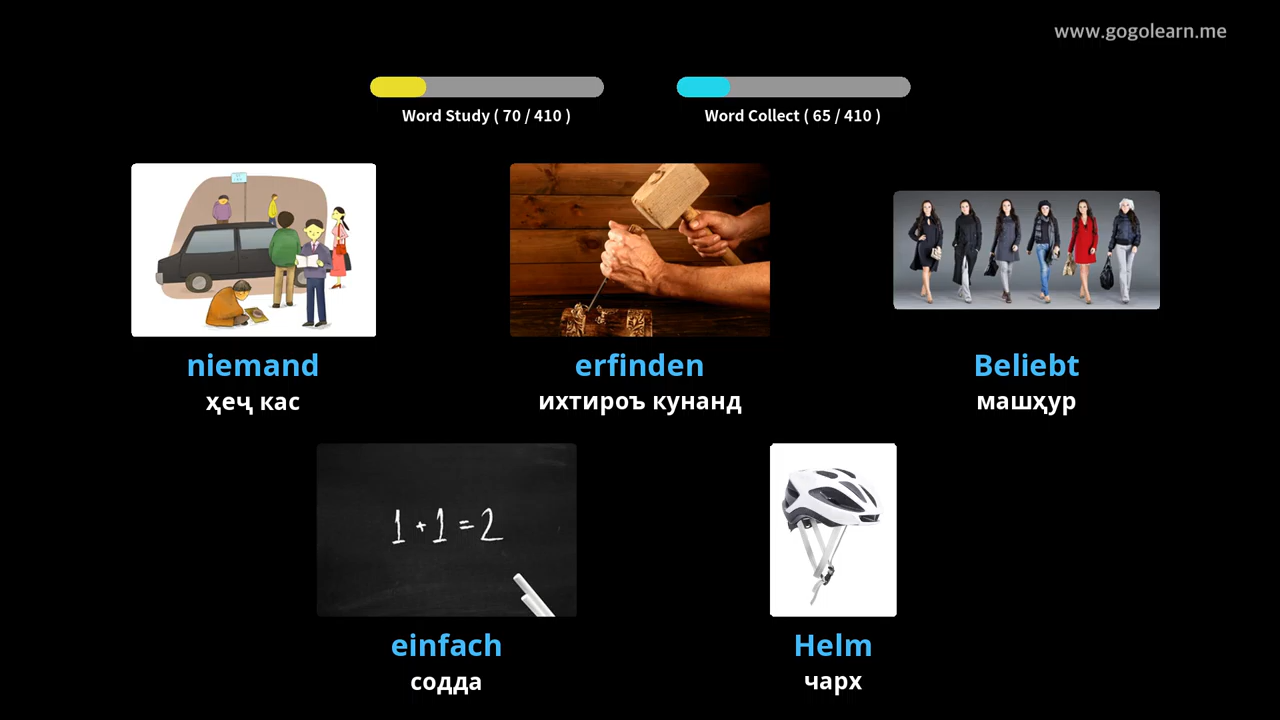 www.gogolearn.me
Word Study ( 70 / 410 )
Word Collect ( 65 / 410 )
niemand
ҳеҷ кас
erfinden
ихтироъ кунанд
Beliebt
машҳур
1 + 1 = 2
einfach
содда
Helm
чарх